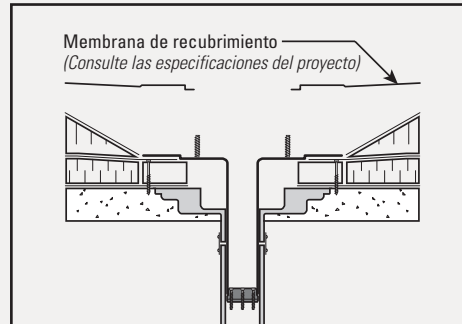 Membrana de recubrimiento
(Consulte las especificaciones del proyecto)